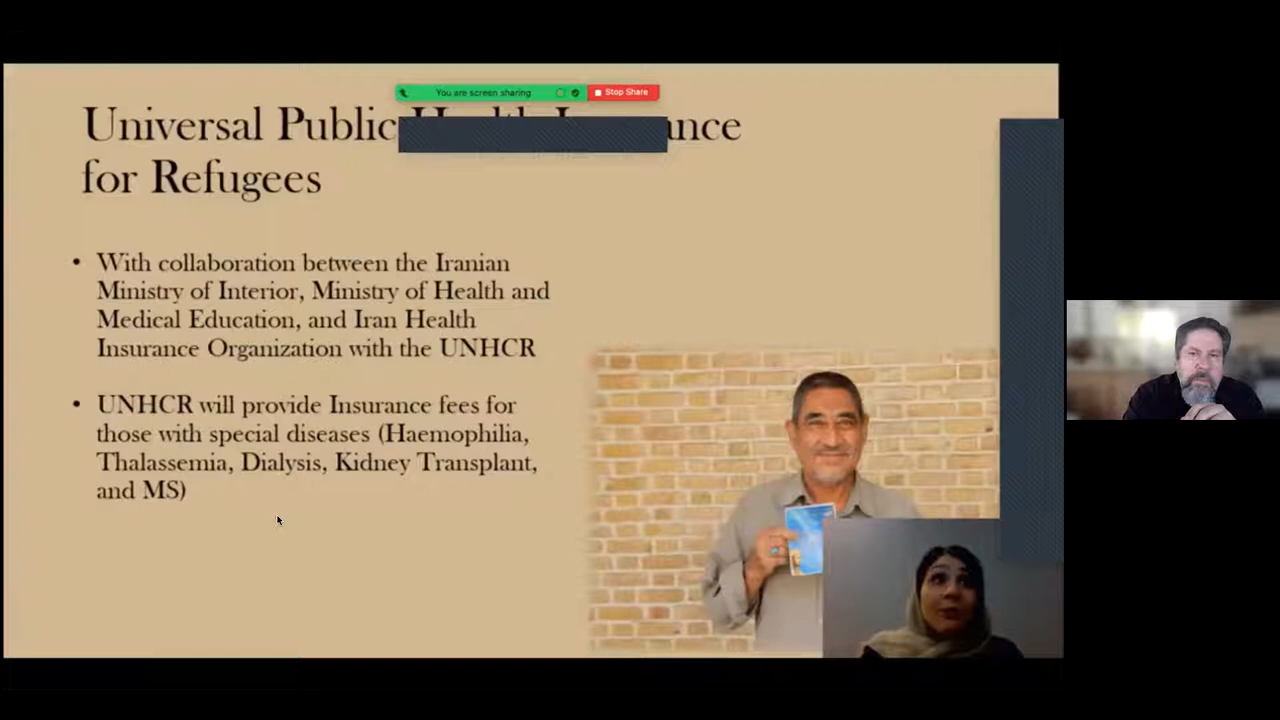 You are screen sharing
Stop Share
Universal Public
for Refugees
• With collaboration between the Iranian
Ministry of Interior, Ministry of Health and
Medical Education, and Iran Health
Insurance Organization with the UNHCR
• UNHCR will provide Insurance fees for
those with special diseases (Haemophilia,
Thalassemia, Dialysis, Kidney Transplant,
and MS)